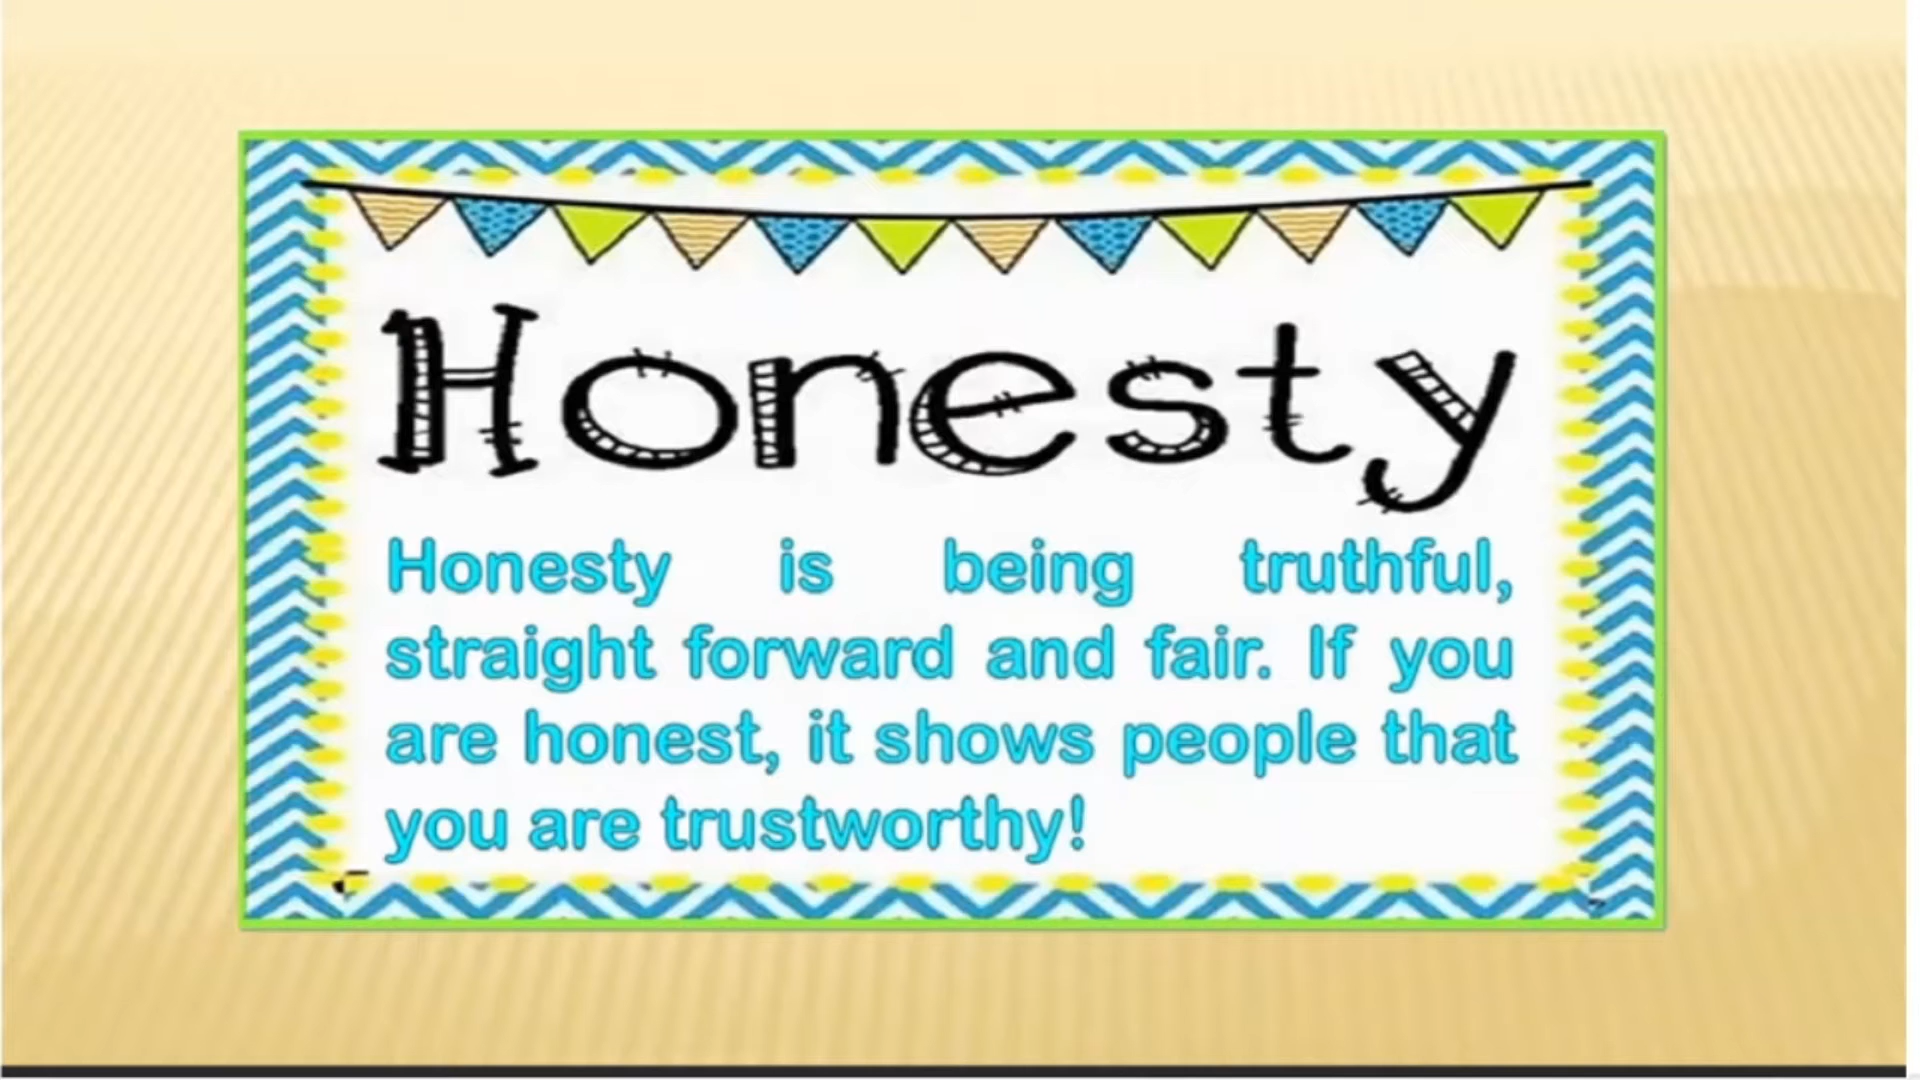 Honesty
Honesty is being truthful,
straight forward and fair. If you
are honest, it shows people that
you are trustworthy!